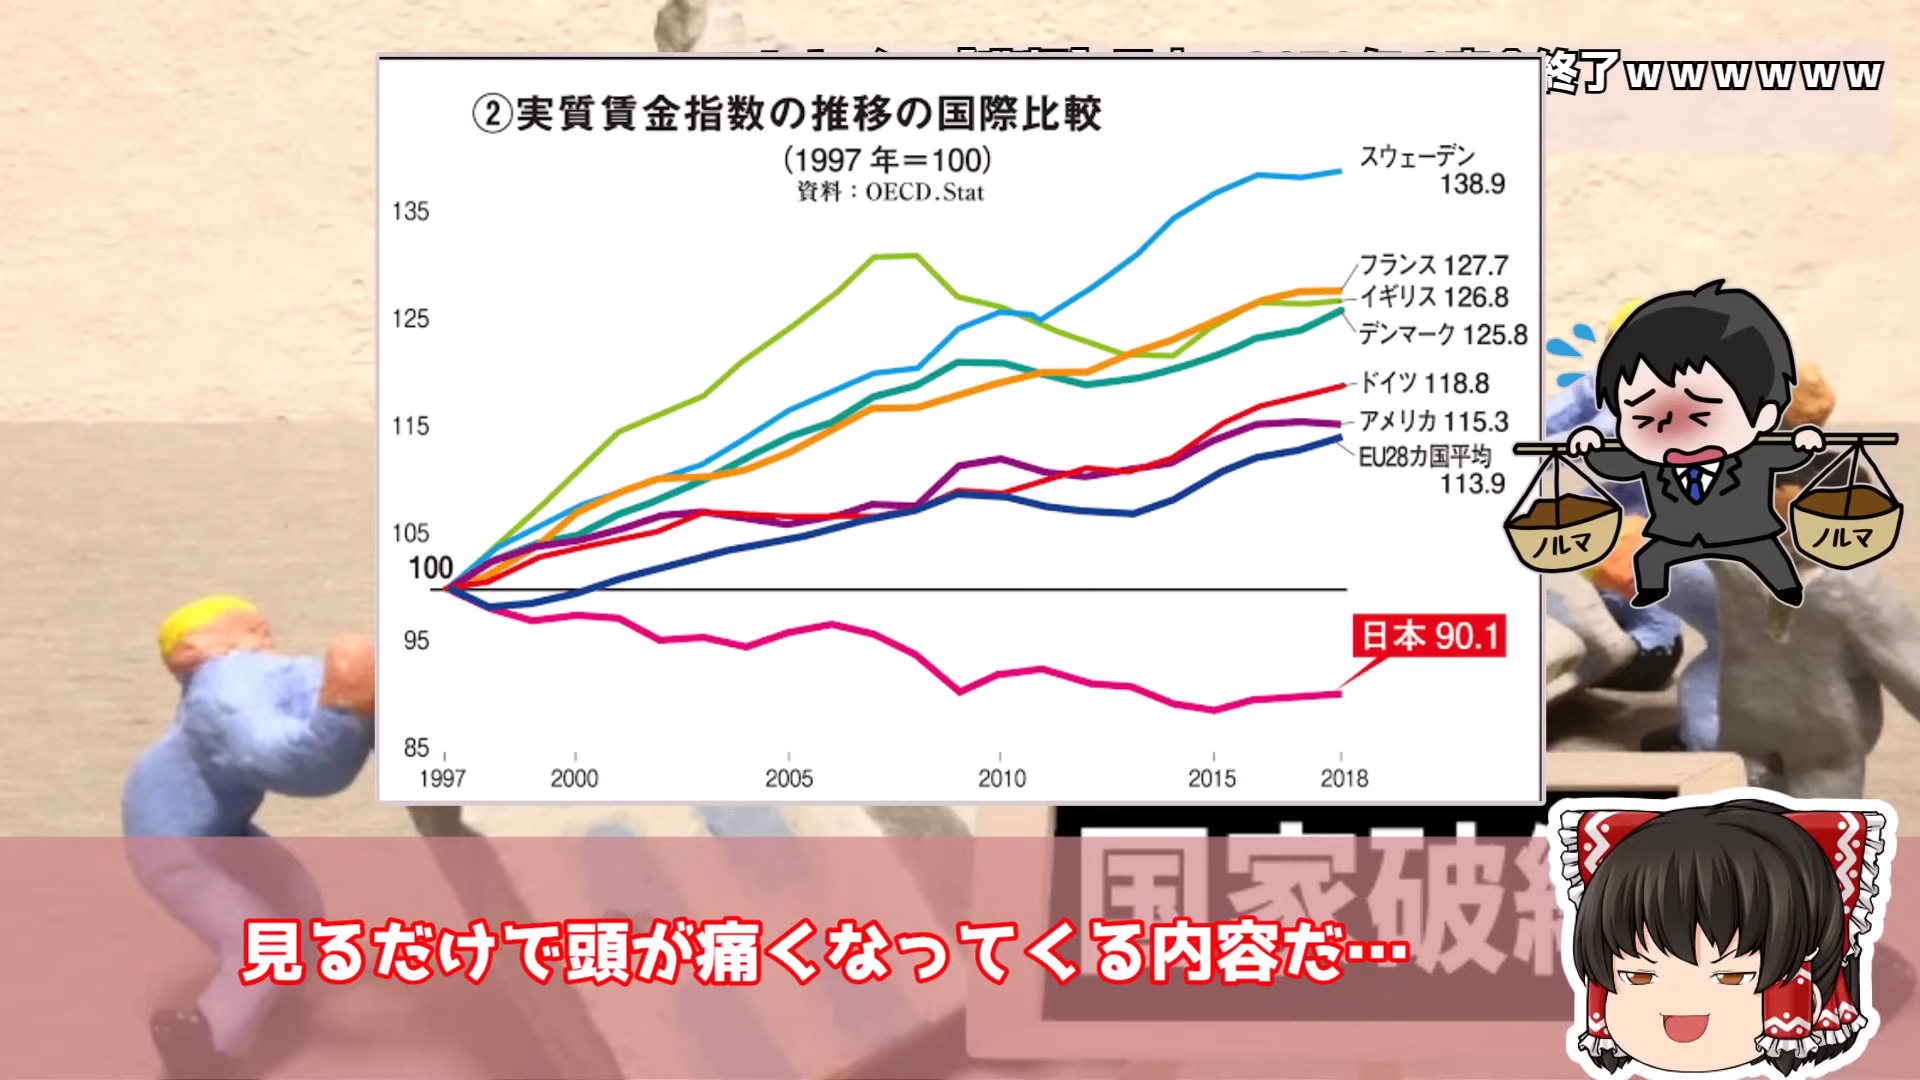 終了wwwwww
②実質賃金指数の推移の国際比較
(1997年=100)
資料：OECD.Stat
135
125
115
105
100
95
85
1997
2000
2005
2010
2015
2018
スウェーデン
138.9
フランス 127.7
イギリス 126.8
デンマーク 125.8
ドイツ 118.8
アメリカ 115.3
EU28カ国平均
113.9
日本 90.1
ノルマ
ノルマ
国家破
見るだけで頭が痛くなってくる内容だ…